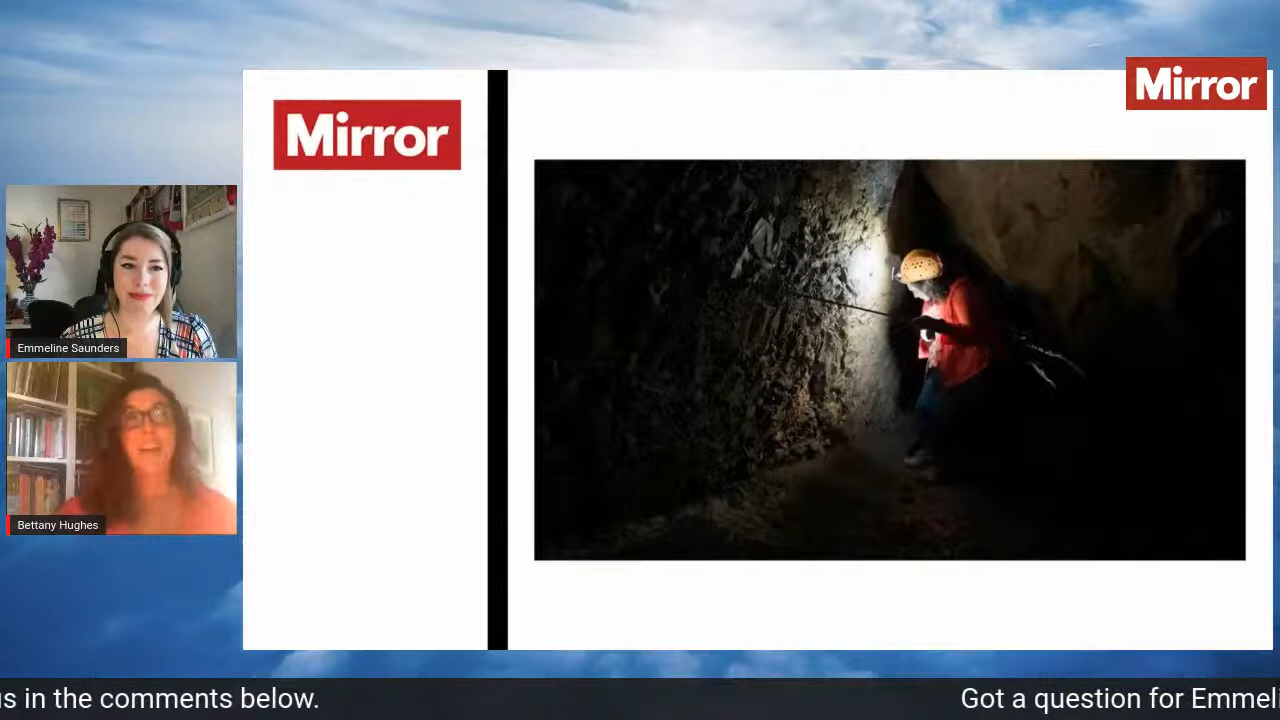 Mirror
Mirror
Emmeline Saunders
Bettany Hughes
us in the comments below.
Got a question for Emmeli